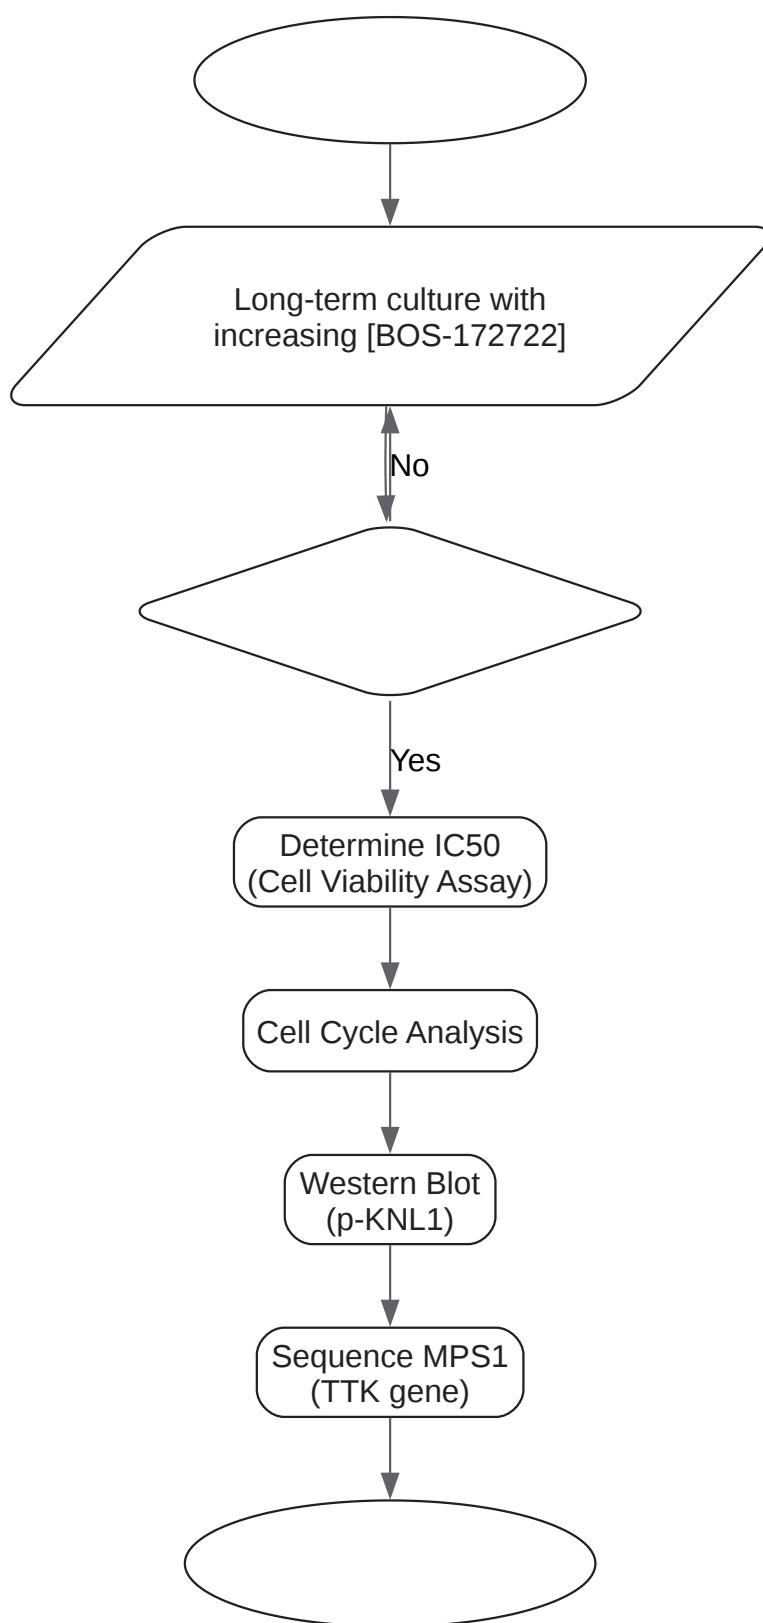 Long-term culture with
increasing [BOS-172722]
No
Yes
Determine IC50
(Cell Viability Assay)
Cell Cycle Analysis
Western Blot
(p-KNL1)
Sequence MPS1
(TTK gene)